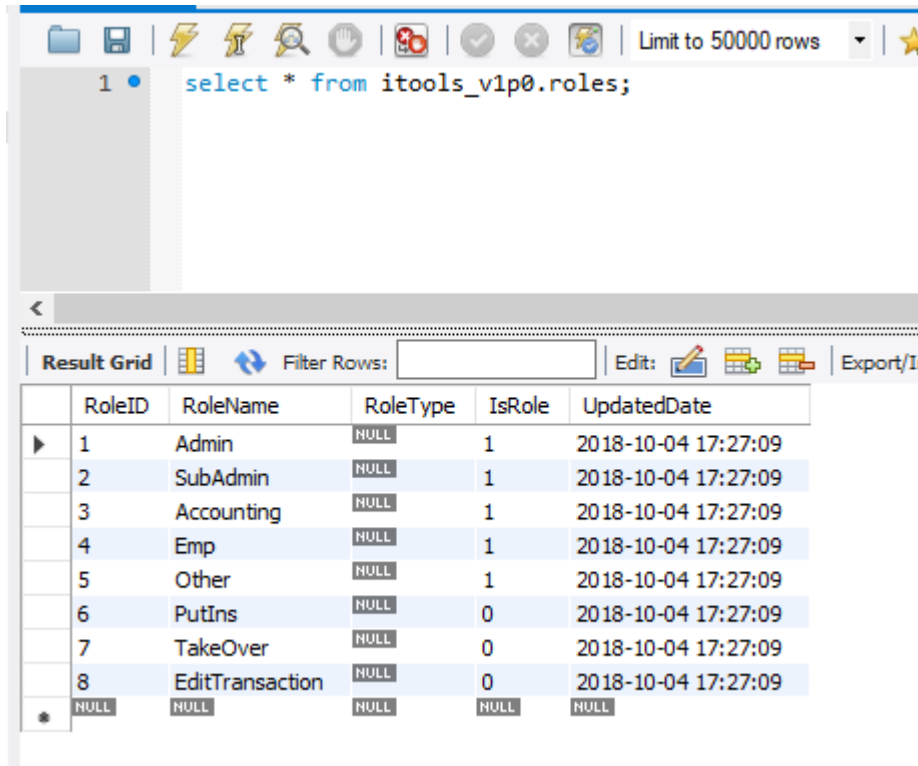 Limit to 50000 rows
1 select * from itools_v1p0.roles;
Result Grid Filter Rows: Edit: Export/I
RoleID RoleName RoleType IsRole UpdatedDate
1 Admin NULL 1 2018-10-04 17:27:09
2 SubAdmin NULL 1 2018-10-04 17:27:09
3 Accounting NULL 1 2018-10-04 17:27:09
4 Emp NULL 1 2018-10-04 17:27:09
5 Other NULL 1 2018-10-04 17:27:09
6 PutIns NULL 0 2018-10-04 17:27:09
7 TakeOver NULL 0 2018-10-04 17:27:09
8 EditTransaction NULL 0 2018-10-04 17:27:09
NULL NULL NULL NULL NULL